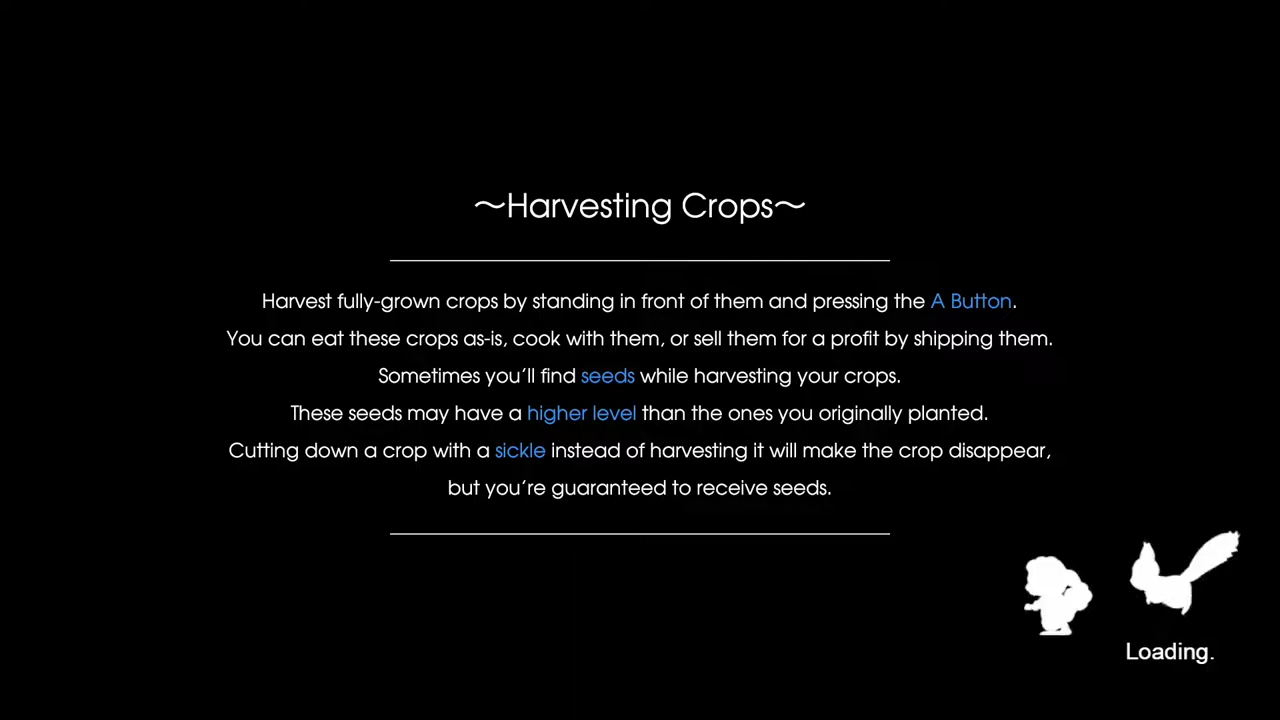 ～Harvesting Crops～
Harvest fully-grown crops by standing in front of them and pressing the A Button.
You can eat these crops as-is, cook with them, or sell them for a profit by shipping them.
Sometimes you'll find seeds while harvesting your crops.
These seeds may have a higher level than the ones you originally planted.
Cutting down a crop with a sickle instead of harvesting it will make the crop disappear,
but you're guaranteed to receive seeds.
Loading.